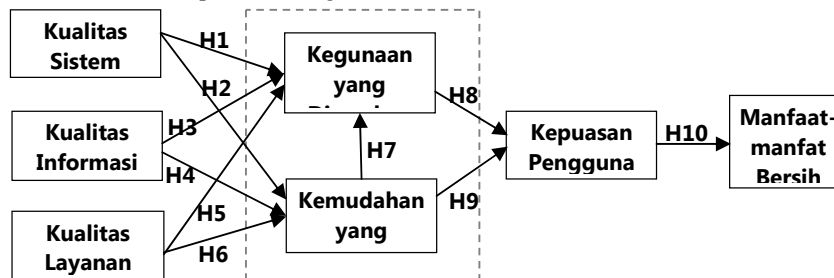 Kualitas
Sistem
Kualitas
Informasi
Kualitas
Layanan
H1
H2
H3
H4
H5
H6
Kegunaan
yang
H7
Kemudahan
yang
H8
H9
Kepuasan
Pengguna
H10
Manfaat-
manfat
Bersih